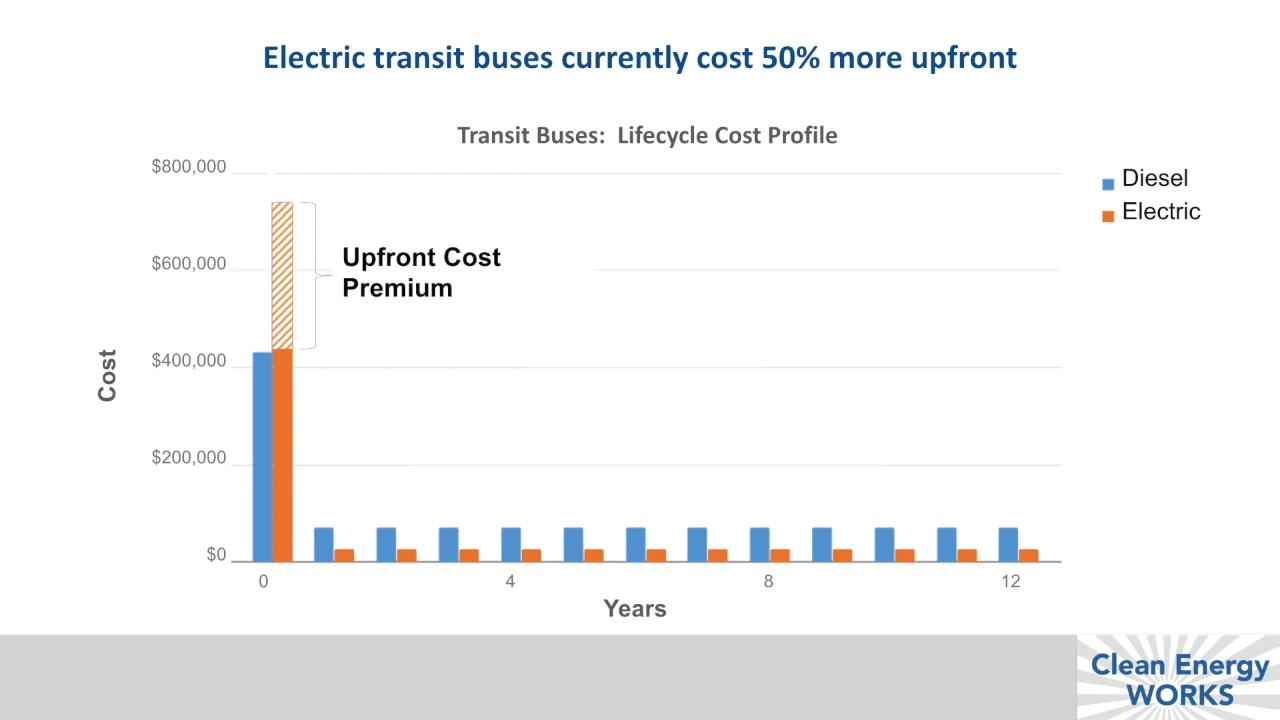 Electric transit buses currently cost 50% more upfront
Transit Buses: Lifecycle Cost Profile
$800,000
$600,000
$400,000
$200,000
$0
Cost
Upfront Cost
Premium
Diesel
Electric
0 4 8 12
Years
Clean Energy
WORKS